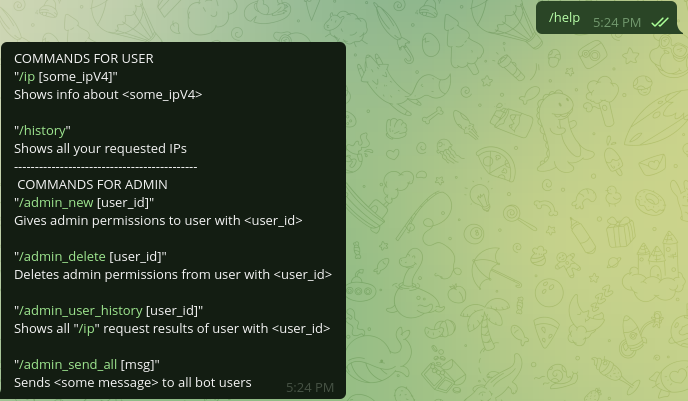 /help
5:24 PM
COMMANDS FOR USER
"/ip [some_ipV4]"
Shows info about <some_ipV4>
"/history"
Shows all your requested IPs
--------------------------------------------
COMMANDS FOR ADMIN
"/admin_new [user_id]"
Gives admin permissions to user with <user_id>
"/admin_delete [user_id]"
Deletes admin permissions from user with <user_id>
"/admin_user_history [user_id]"
Shows all "/ip" request results of user with <user_id>
"/admin_send_all [msg]"
Sends <some message> to all bot users
5:24 PM